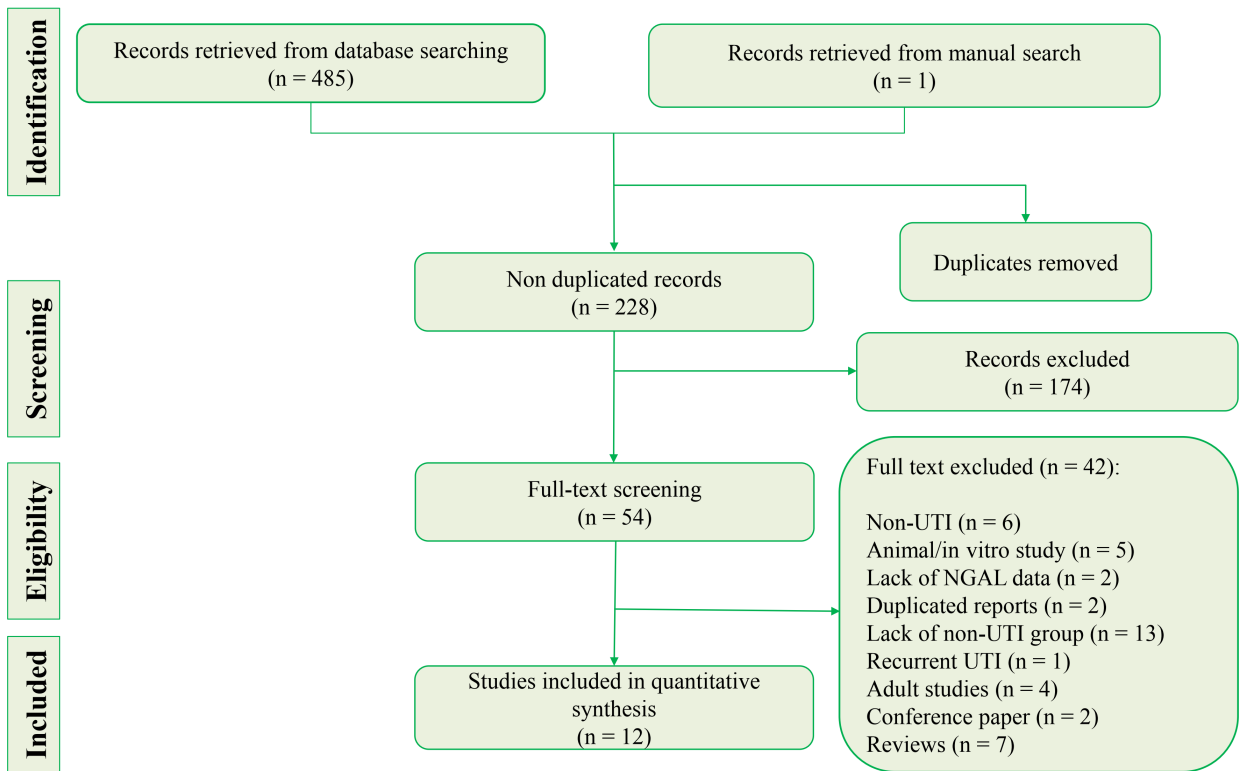 Identification
Records retrieved from database searching
(n = 485)
Records retrieved from manual search
(n = 1)
Duplicates removed
Screening
Non duplicated records
(n = 228)
Records excluded
(n = 174)
Eligibility
Full-text screening
(n = 54)
Full text excluded (n = 42):
Non-UTI (n = 6)
Animal/in vitro study (n = 5)
Lack of NGAL data (n = 2)
Duplicated reports (n = 2)
Lack of non-UTI group (n = 13)
Recurrent UTI (n = 1)
Adult studies (n = 4)
Conference paper (n = 2)
Reviews (n = 7)
Included
Studies included in quantitative
synthesis
(n = 12)